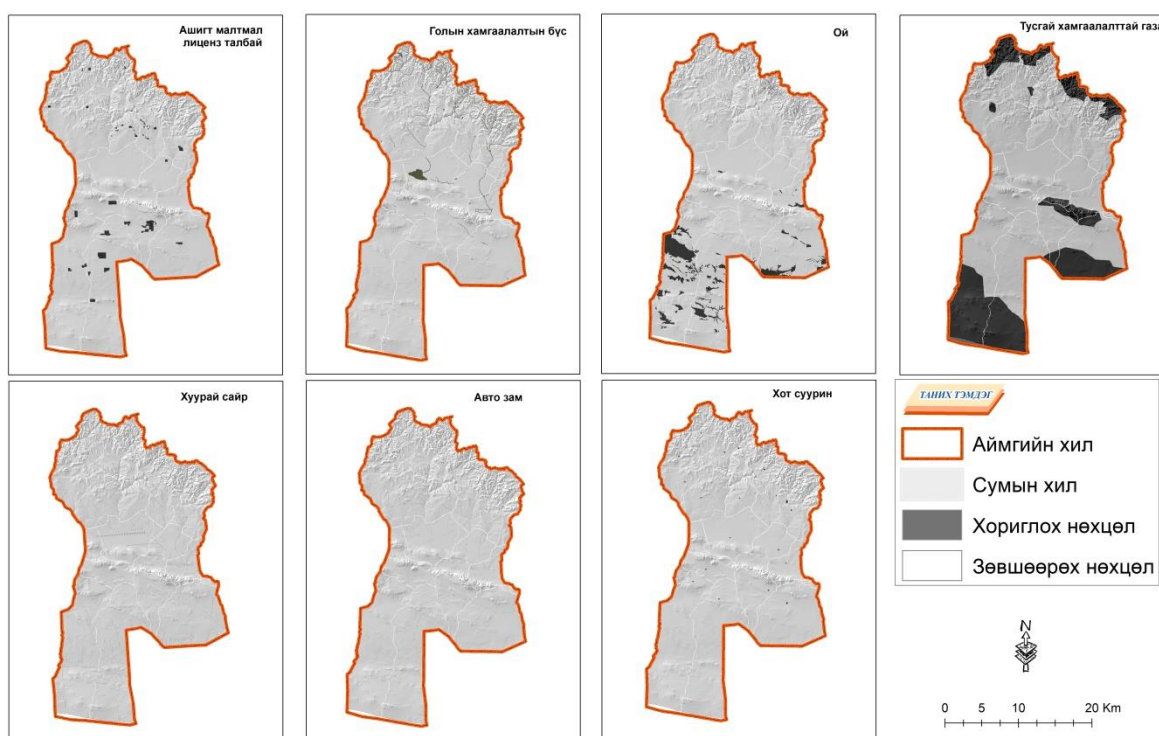 Ашигт малтмал
лиценз талбай
Голын хамгаалалтын бүс
Ой
Тусгай хамгаалалттай газа
Хуурай сайр
Авто зам
Хот суурин
ТАНИХ ТЭМДЭГ
Аймгийн хил
Сумын хил
Хориглох нөхцөл
Зөвшөөрөх нөхцөл
N
0 5 10 20 Km